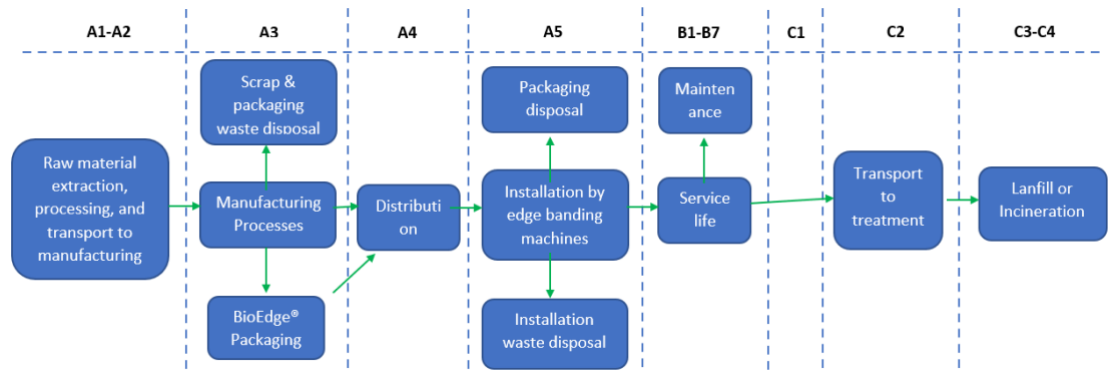 A1-A2
A3
A4
A5
B1-B7
C1
C2
C3-C4
Raw material
extraction,
processing, and
transport to
manufacturing
Scrap &
packaging
waste disposal
Manufacturing
Processes
BioEdge®
Packaging
Distributi
on
Packaging
disposal
Installation by
edge banding
machines
Installation
waste disposal
Mainten
ance
Service
life
Transport
to
treatment
Lanfill or
Incineration